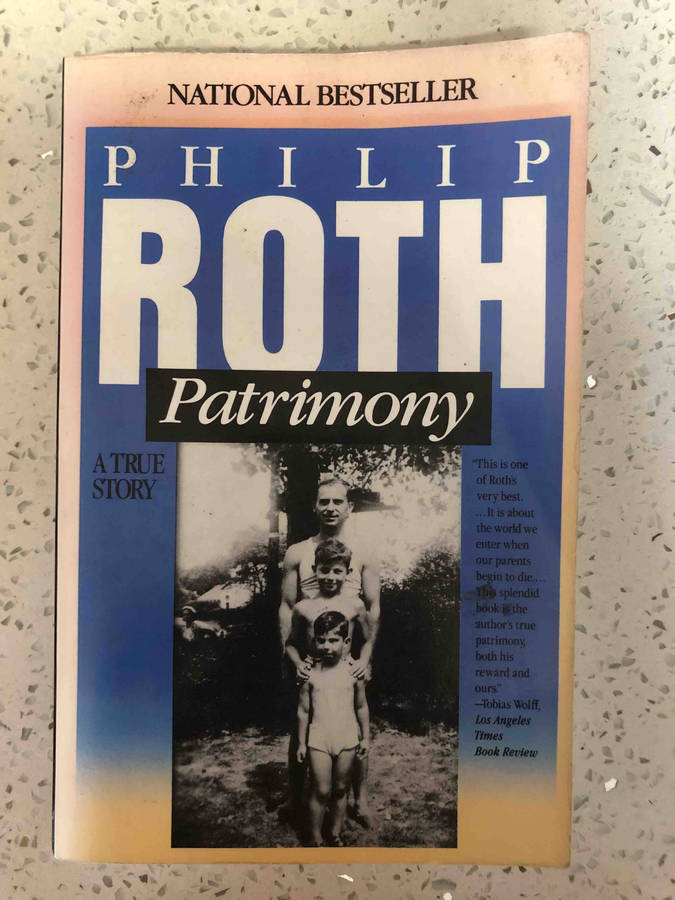 NATIONAL BESTSELLER
PHILIP
ROTH
Patrimony
A TRUE
STORY
"This is one
of Roth's
very best.
...It is about
the world we
enter when
our parents
begin to die....
This splendid
book is the
author's true
patrimony,
both his
reward and
ours."
—Tobias Wolff,
Los Angeles
Times
Book Review